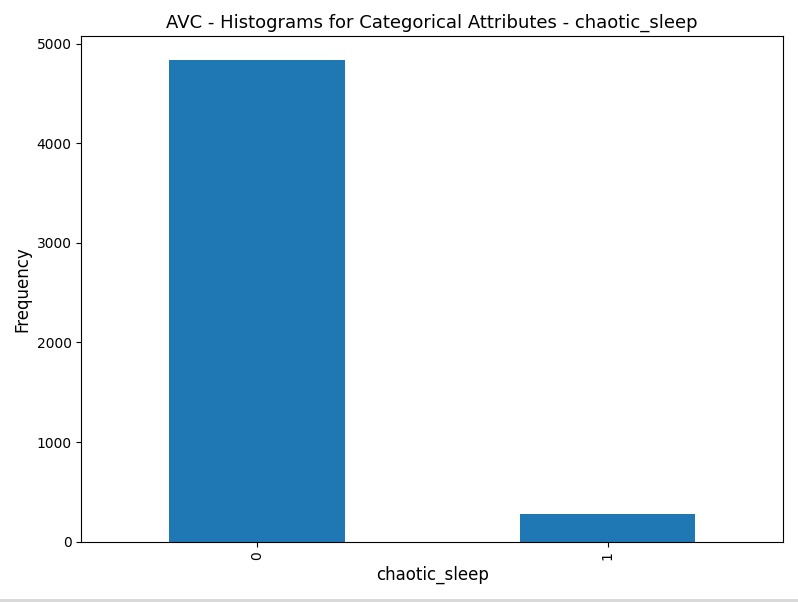 AVC - Histograms for Categorical Attributes - chaotic_sleep
5000
4000
3000
2000
1000
0
Frequency
0
1
chaotic_sleep